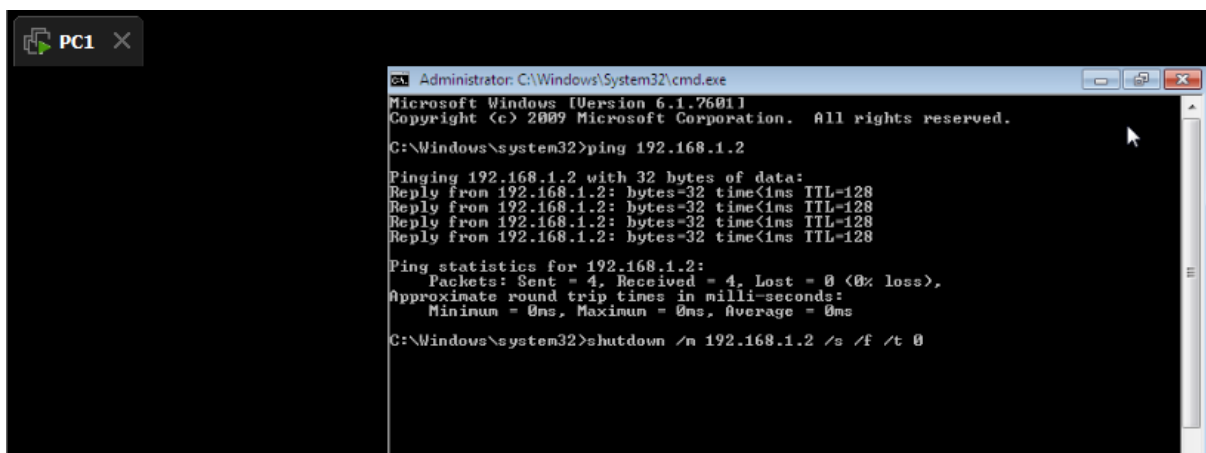 PC1
Administrator: C:\Windows\System32\cmd.exe
Microsoft Windows [Version 6.1.7601]
Copyright (c) 2009 Microsoft Corporation.  All rights reserved.
C:\Windows\system32>ping 192.168.1.2
Pinging 192.168.1.2 with 32 bytes of data:
Reply from 192.168.1.2: bytes=32 time<1ms TTL=128
Reply from 192.168.1.2: bytes=32 time<1ms TTL=128
Reply from 192.168.1.2: bytes=32 time<1ms TTL=128
Reply from 192.168.1.2: bytes=32 time<1ms TTL=128
Ping statistics for 192.168.1.2:
    Packets: Sent = 4, Received = 4, Lost = 0 (0% loss),
Approximate round trip times in milli-seconds:
    Minimum = 0ms, Maximum = 0ms, Average = 0ms
C:\Windows\system32>shutdown /m 192.168.1.2 /s /f /t 0